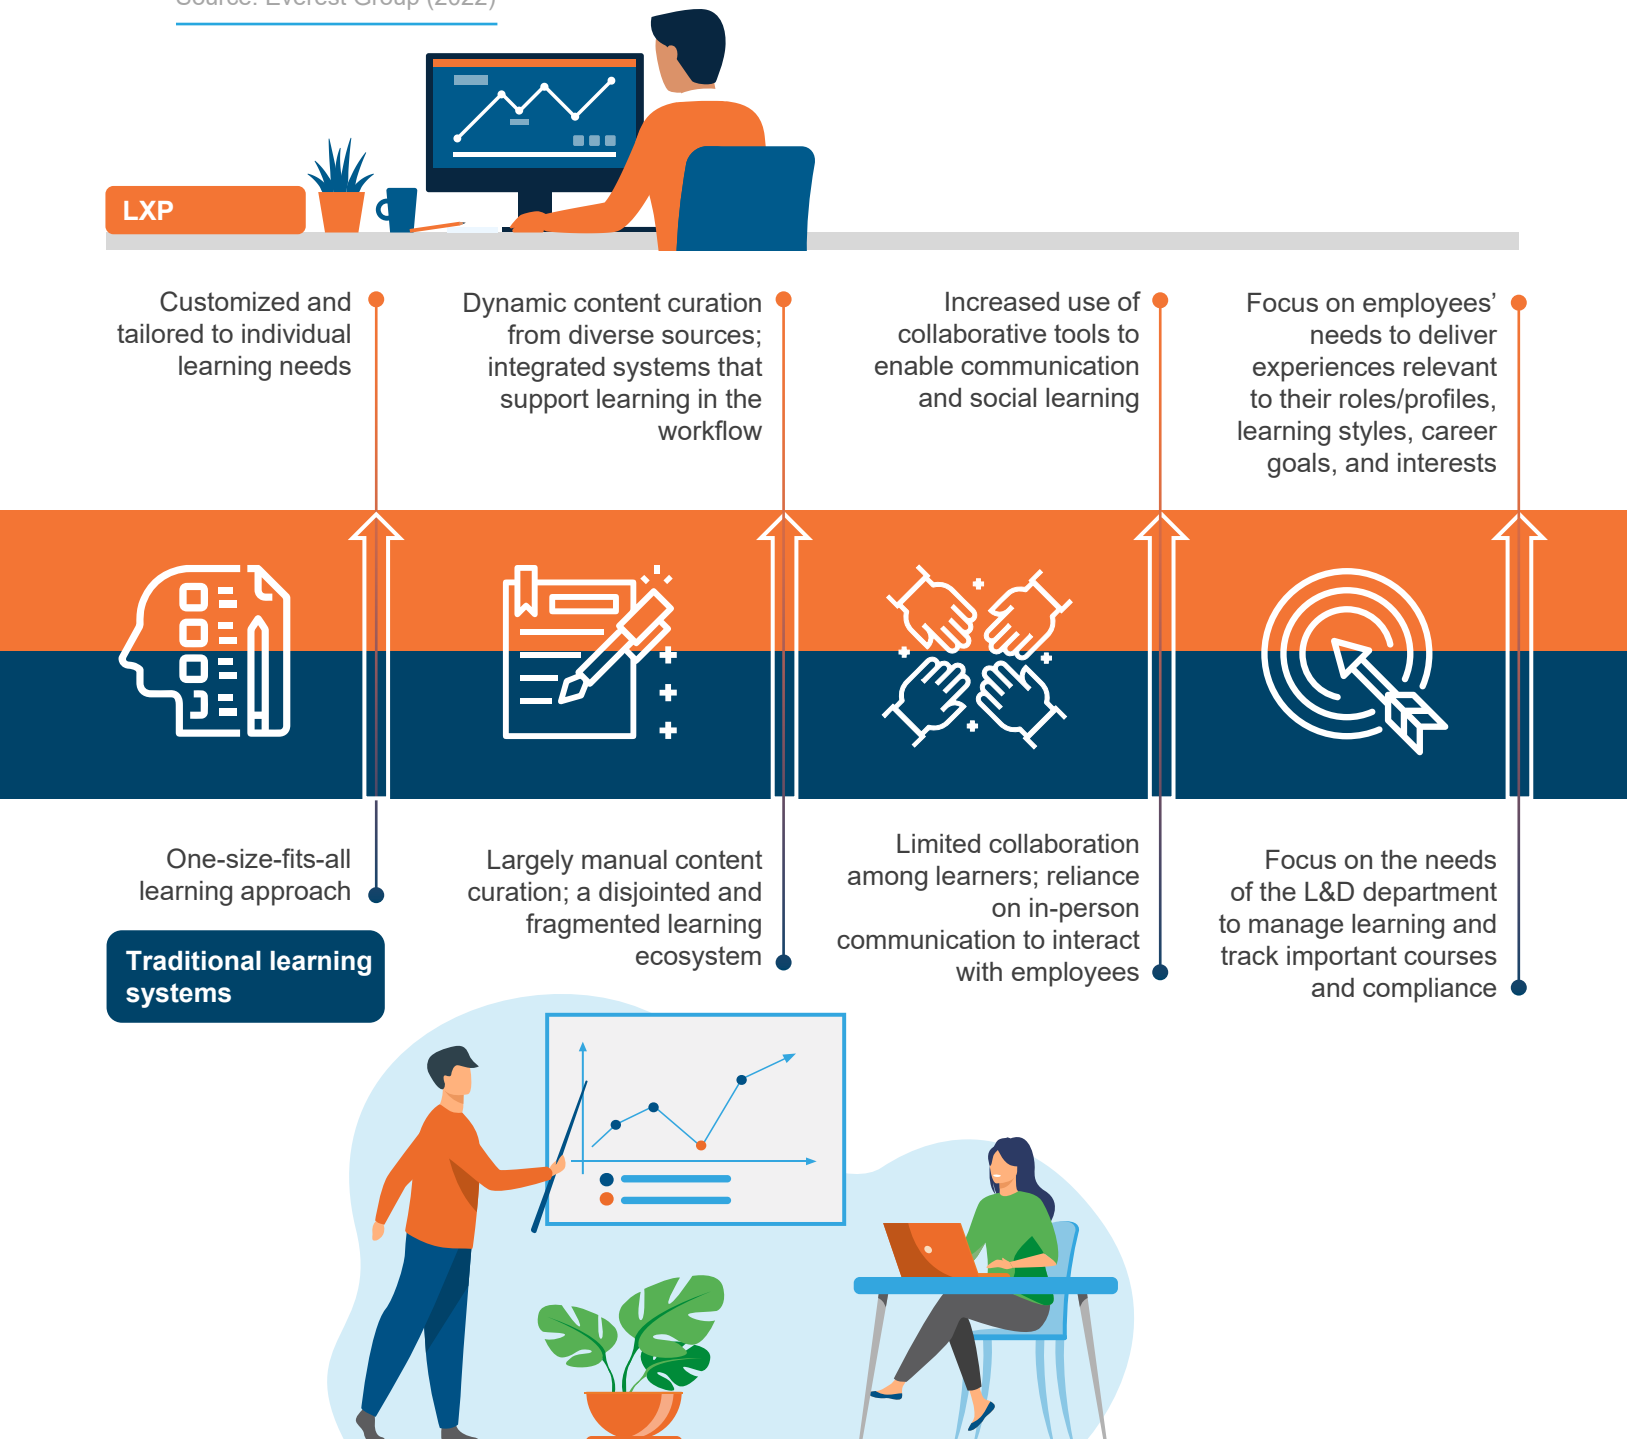 Source: Everest Group (2022)
LXP
Customized and
tailored to individual
learning needs
Dynamic content curation
from diverse sources;
integrated systems that
support learning in the
workflow
Increased use of
collaborative tools to
enable communication
and social learning
Focus on employees’
needs to deliver
experiences relevant
to their roles/profiles,
learning styles, career
goals, and interests
One-size-fits-all
learning approach
Largely manual content
curation; a disjointed and
fragmented learning
ecosystem
Limited collaboration
among learners; reliance
on in-person
communication to interact
with employees
Focus on the needs
of the L&D department
to manage learning and
track important courses
and compliance
Traditional learning
systems